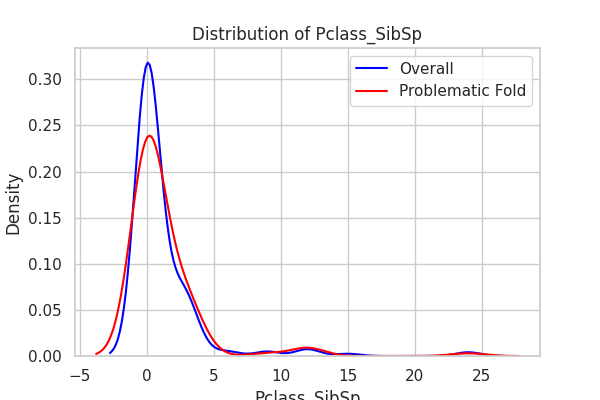 Distribution of Pclass_SibSp
Overall
Problematic Fold
0.30
0.25
0.20
0.15
0.10
0.05
0.00
Density
−5
0
5
10
15
20
25
Pclass_SibSp